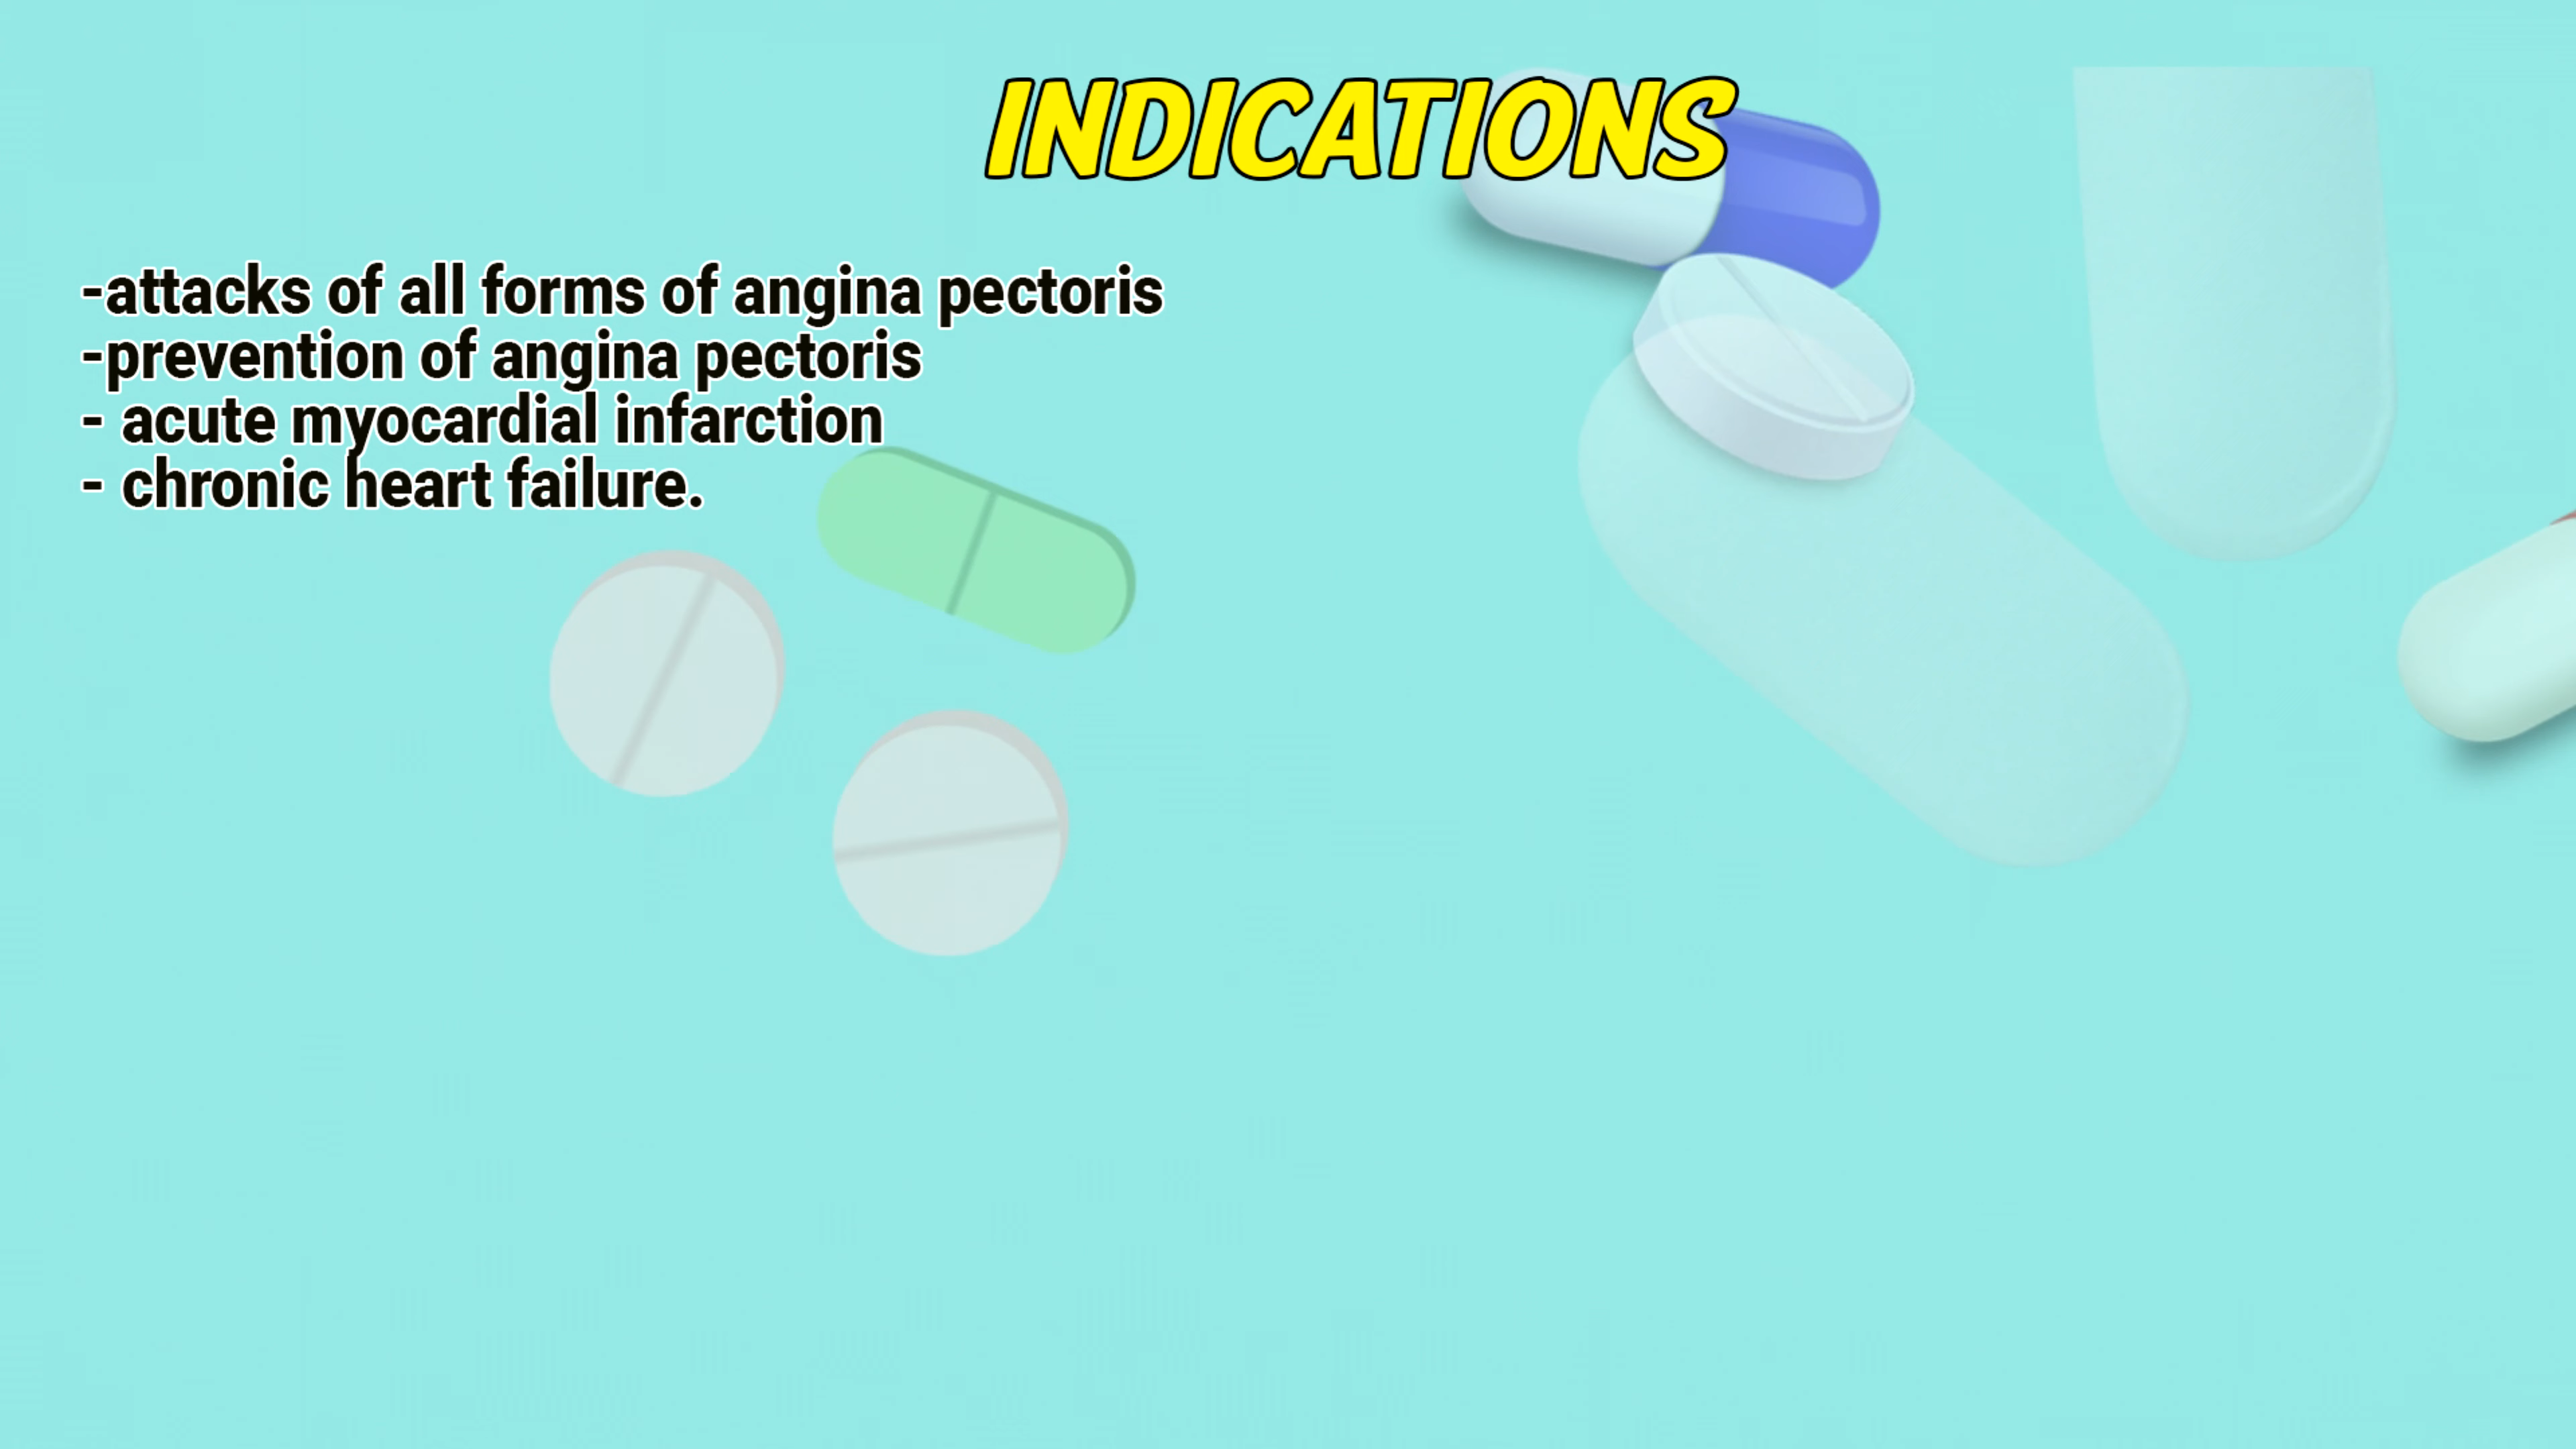 INDICATIONS
-attacks of all forms of angina pectoris
-prevention of angina pectoris
- acute myocardial infarction
- chronic heart failure.